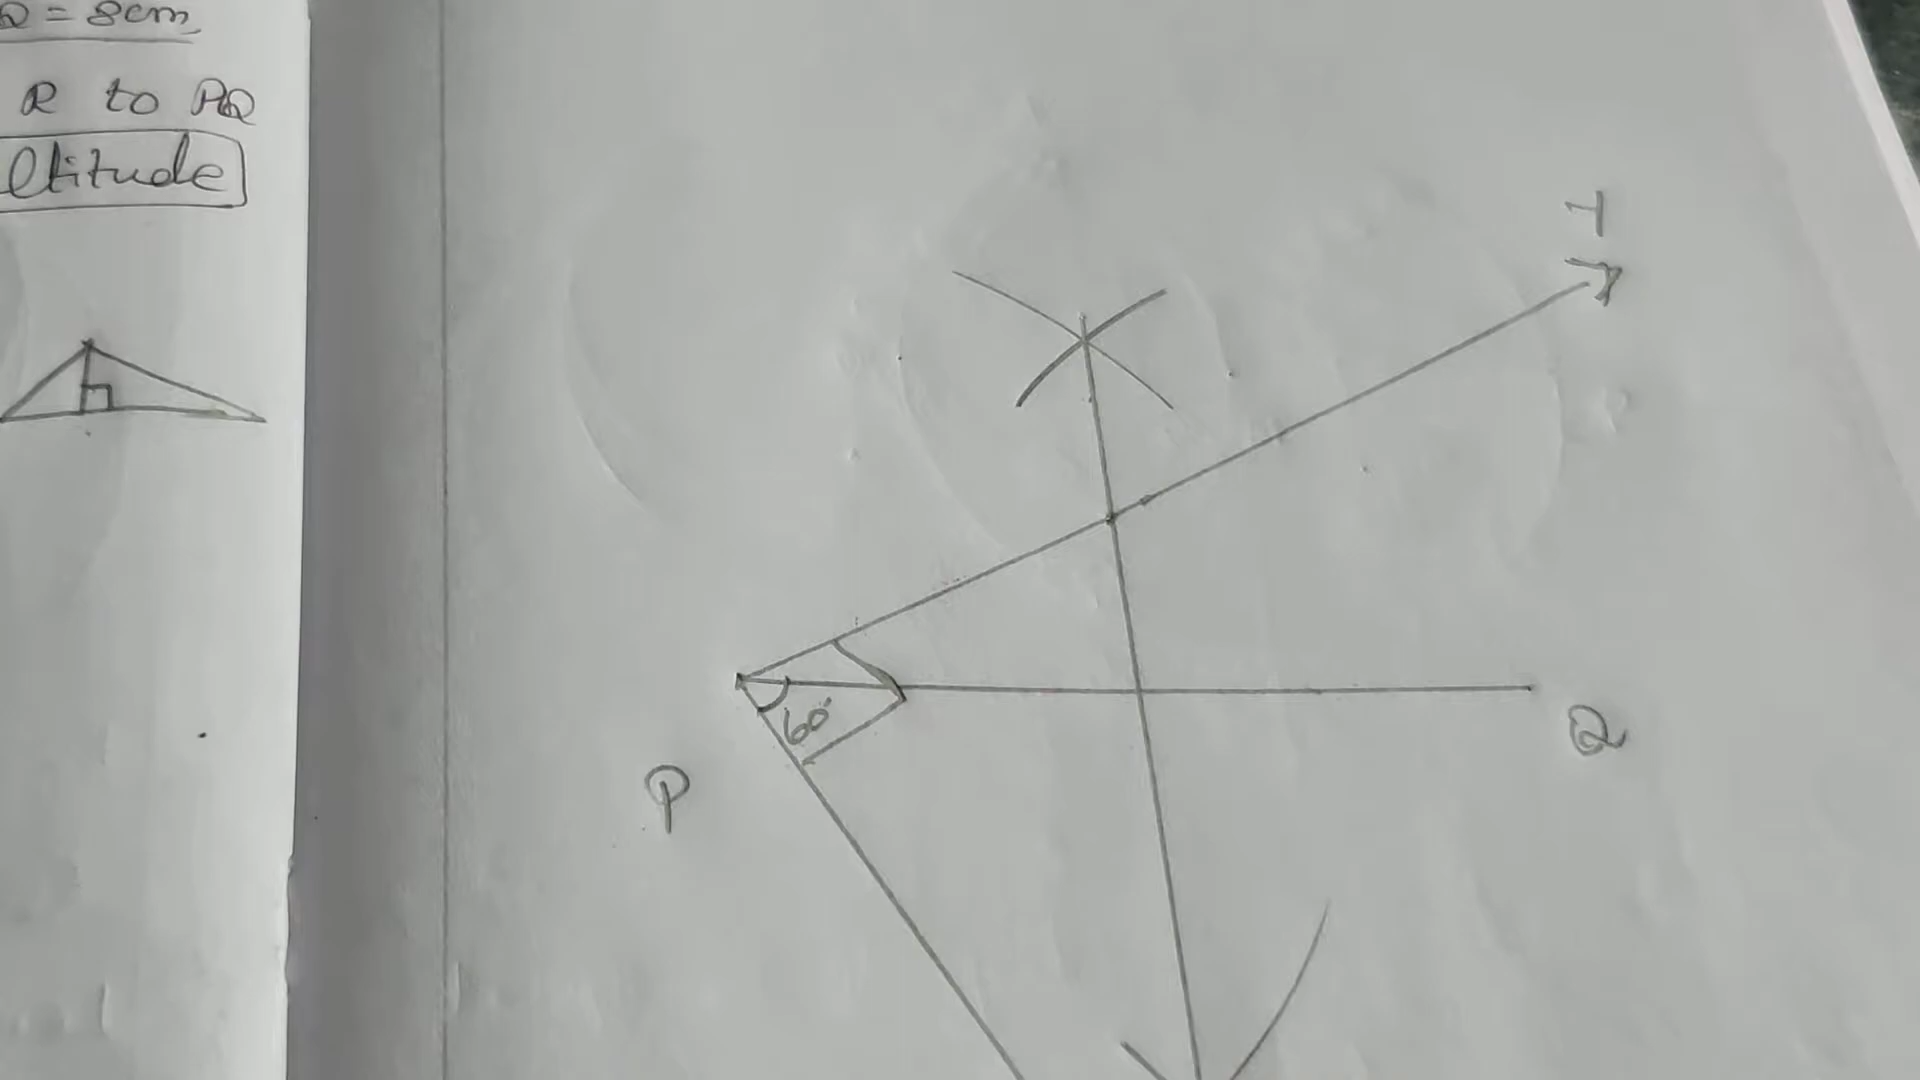 Q = 8cm
R to PQ
ltitude
T
60°
Q
P